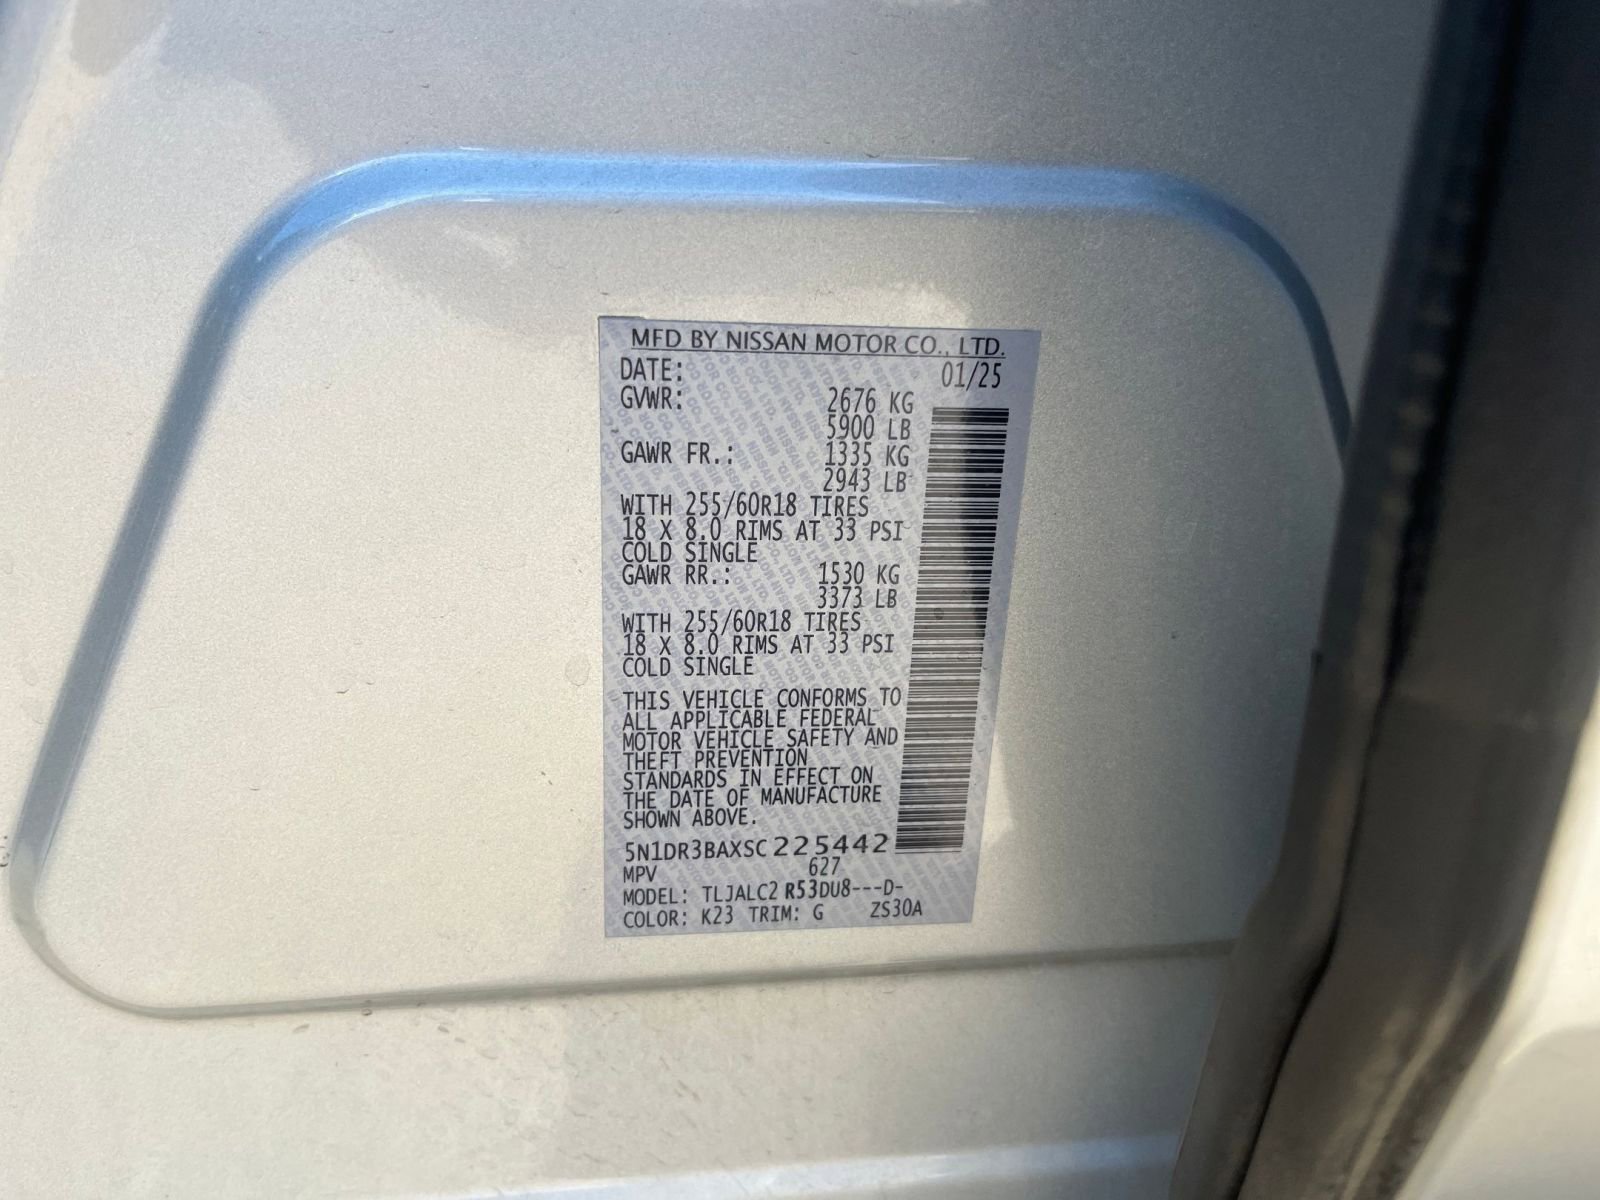 MFD BY NISSAN MOTOR CO., LTD.
DATE: 01/25
GVWR: 2676 KG
5900 LB
GAWR FR.: 1335 KG
2943 LB
WITH 255/60R18 TIRES
18 X 8.0 RIMS AT 33 PSI
COLD SINGLE
GAWR RR.: 1530 KG
3373 LB
WITH 255/60R18 TIRES
18 X 8.0 RIMS AT 33 PSI
COLD SINGLE
THIS VEHICLE CONFORMS TO
ALL APPLICABLE FEDERAL
MOTOR VEHICLE SAFETY AND
THEFT PREVENTION
STANDARDS IN EFFECT ON
THE DATE OF MANUFACTURE
SHOWN ABOVE.
5N1DR3BAXSC225442
MPV 627
MODEL: TLJALC2 R53DU8---D-
COLOR: K23 TRIM: G ZS30A